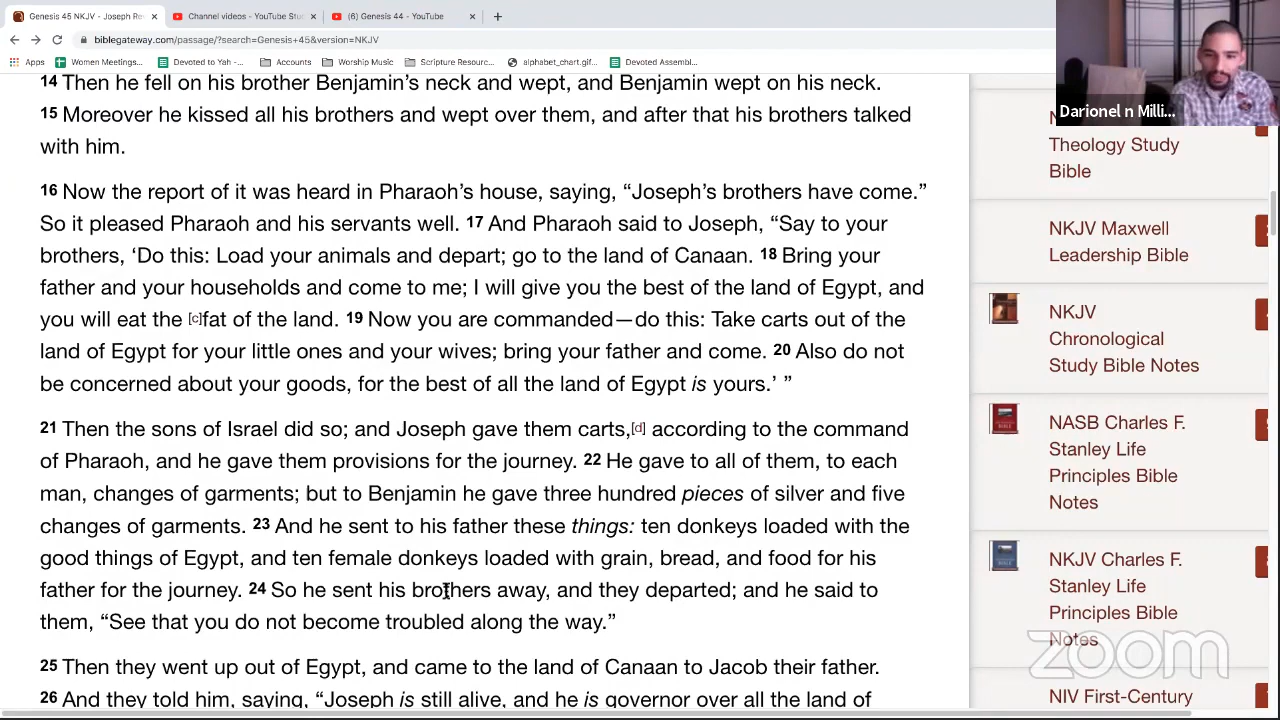 Genesis 45 NKJV - Joseph Re
Channel videos - YouTube Stu
(6) Genesis 44 - YouTube
biblegateway.com/passage/?search=Genesis+45&version=NKJV
Apps
Women Meetings...
Devoted to Yah -...
Accounts
Worship Music
Scripture Resourc...
alphabet_chart.gif...
Devoted Assembl...
Darionel n Milli...
14 Then he fell on his brother Benjamin’s neck and wept, and Benjamin wept on his neck.
15 Moreover he kissed all his brothers and wept over them, and after that his brothers talked
with him.
16 Now the report of it was heard in Pharaoh’s house, saying, “Joseph’s brothers have come.”
So it pleased Pharaoh and his servants well. 17 And Pharaoh said to Joseph, “Say to your
brothers, ‘Do this: Load your animals and depart; go to the land of Canaan. 18 Bring your
father and your households and come to me; I will give you the best of the land of Egypt, and
you will eat the [c]fat of the land. 19 Now you are commanded—do this: Take carts out of the
land of Egypt for your little ones and your wives; bring your father and come. 20 Also do not
be concerned about your goods, for the best of all the land of Egypt is yours.’ ”
21 Then the sons of Israel did so; and Joseph gave them carts,[d] according to the command
of Pharaoh, and he gave them provisions for the journey. 22 He gave to all of them, to each
man, changes of garments; but to Benjamin he gave three hundred pieces of silver and five
changes of garments. 23 And he sent to his father these things: ten donkeys loaded with the
good things of Egypt, and ten female donkeys loaded with grain, bread, and food for his
father for the journey. 24 So he sent his brothers away, and they departed; and he said to
them, “See that you do not become troubled along the way.”
25 Then they went up out of Egypt, and came to the land of Canaan to Jacob their father.
26 And they told him, saying, “Joseph is still alive, and he is governor over all the land of
Theology Study
Bible
NKJV Maxwell
Leadership Bible
NKJV
Chronological
Study Bible Notes
NASB Charles F.
Stanley Life
Principles Bible
Notes
NKJV Charles F.
Stanley Life
Principles Bible
Notes
zoom
NIV First-Century